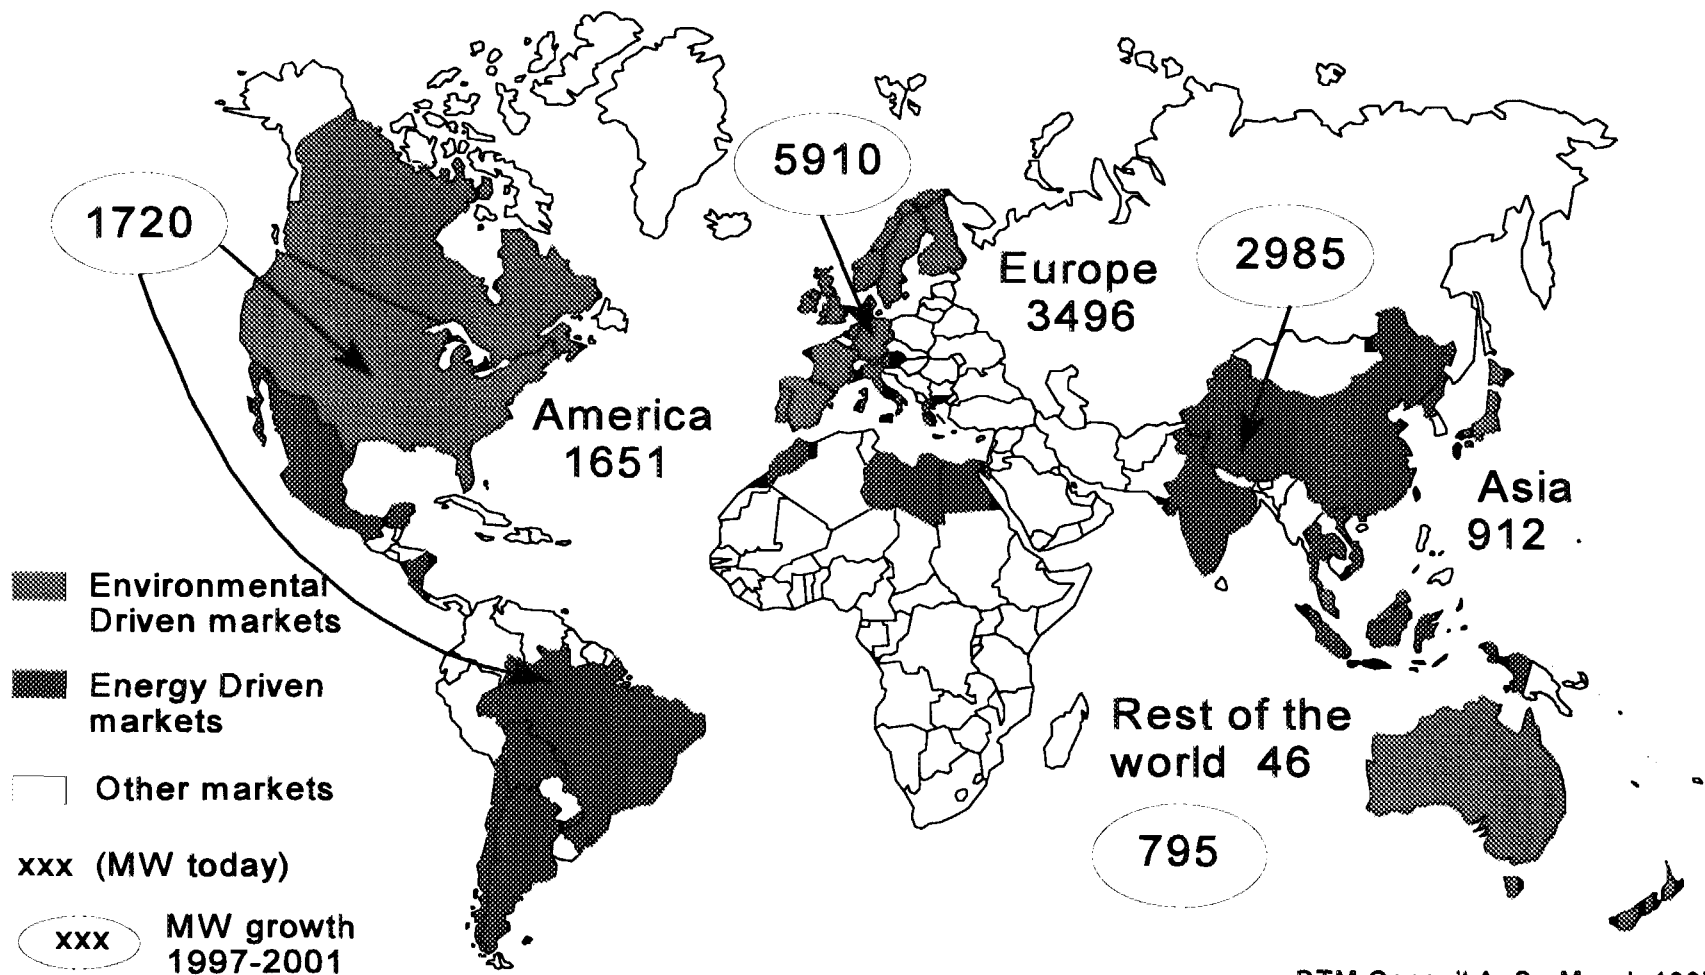 5910
1720
2985
Europe
3496
America
1651
Asia
912
Environmental
Driven markets
Energy Driven
markets
Rest of the
world 46
Other markets
795
xxx (MW today)
xxx
MW growth
1997-2001